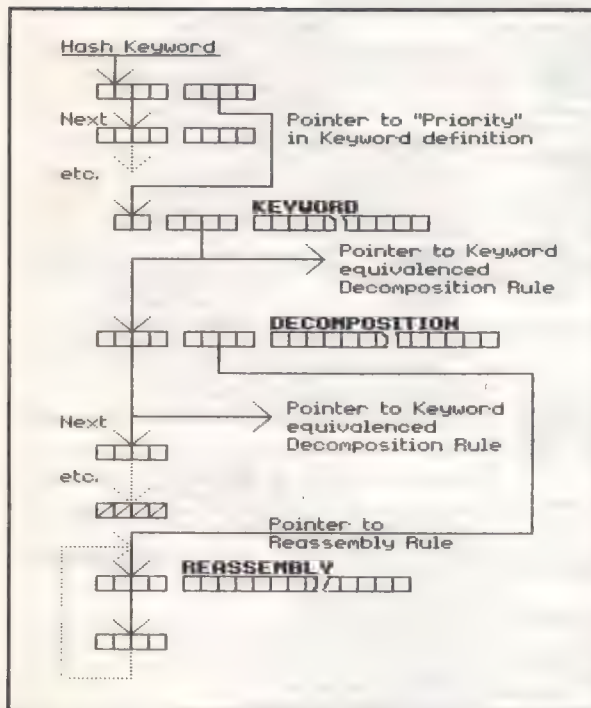 Hash Keyword
Next
Pointer to "Priority"
in Keyword definition
etc.
KEYWORD
Pointer to Keyword
equivalenced
Decomposition Rule
DECOMPOSITION
Next
Pointer to Keyword
equivalenced
Decomposition Rule
etc.
Pointer to
Reassembly Rule
REASSEMBLY